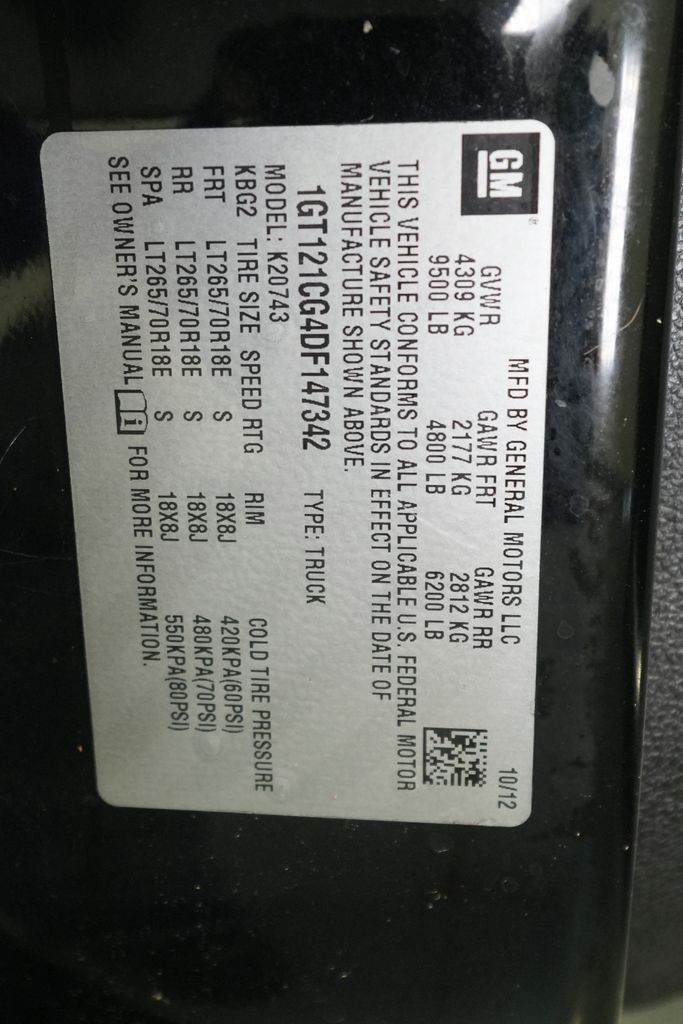 GM
MFD BY GENERAL MOTORS LLC 10/12
GVWR GAWR FRT GAWR RR
4309 KG 2177 KG 2812 KG
9500 LB 4800 LB 6200 LB
THIS VEHICLE CONFORMS TO ALL APPLICABLE U.S. FEDERAL MOTOR
VEHICLE SAFETY STANDARDS IN EFFECT ON THE DATE OF
MANUFACTURE SHOWN ABOVE.
1GT121CG4DF147342 TYPE: TRUCK
MODEL: K20743
KBG2 TIRE SIZE SPEED RTG RIM COLD TIRE PRESSURE
FRT LT265/70R18E S 18X8J 420KPA(60PSI)
RR LT265/70R18E S 18X8J 480KPA(70PSI)
SPA LT265/70R18E S 18X8J 550KPA(80PSI)
SEE OWNER'S MANUAL i FOR MORE INFORMATION.